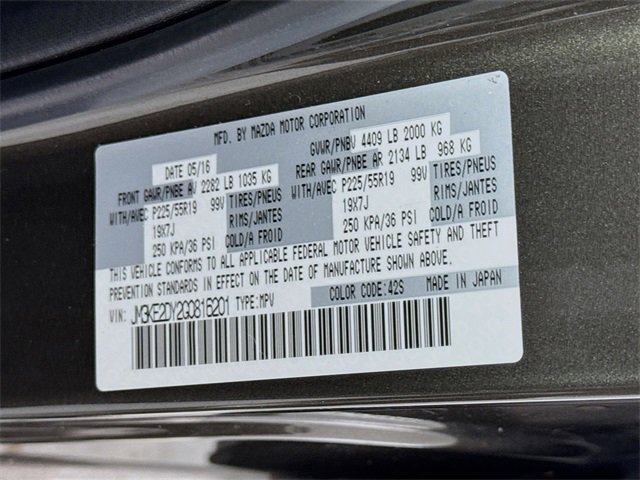 MFD. BY MAZDA MOTOR CORPORATION
DATE 05/16 GVWR/PNBV 4409 LB 2000 KG
FRONT GAWR/PNBE AV 2282 LB 1035 KG REAR GAWR/PNBE AR 2134 LB 968 KG
WITH/AVEC P225/55R19 99V TIRES/PNEUS WITH/AVEC P225/55R19 99V TIRES/PNEUS
19X7J RIMS/JANTES 19X7J RIMS/JANTES
250 KPA/36 PSI COLD/A FROID 250 KPA/36 PSI COLD/A FROID
THIS VEHICLE CONFORMS TO ALL APPLICABLE FEDERAL MOTOR VEHICLE SAFETY AND THEFT
PREVENTION STANDARDS IN EFFECT ON THE DATE OF MANUFACTURE SHOWN ABOVE.
COLOR CODE:42S MADE IN JAPAN
VIN: JM3KE2DY2G0816201 TYPE:MPV